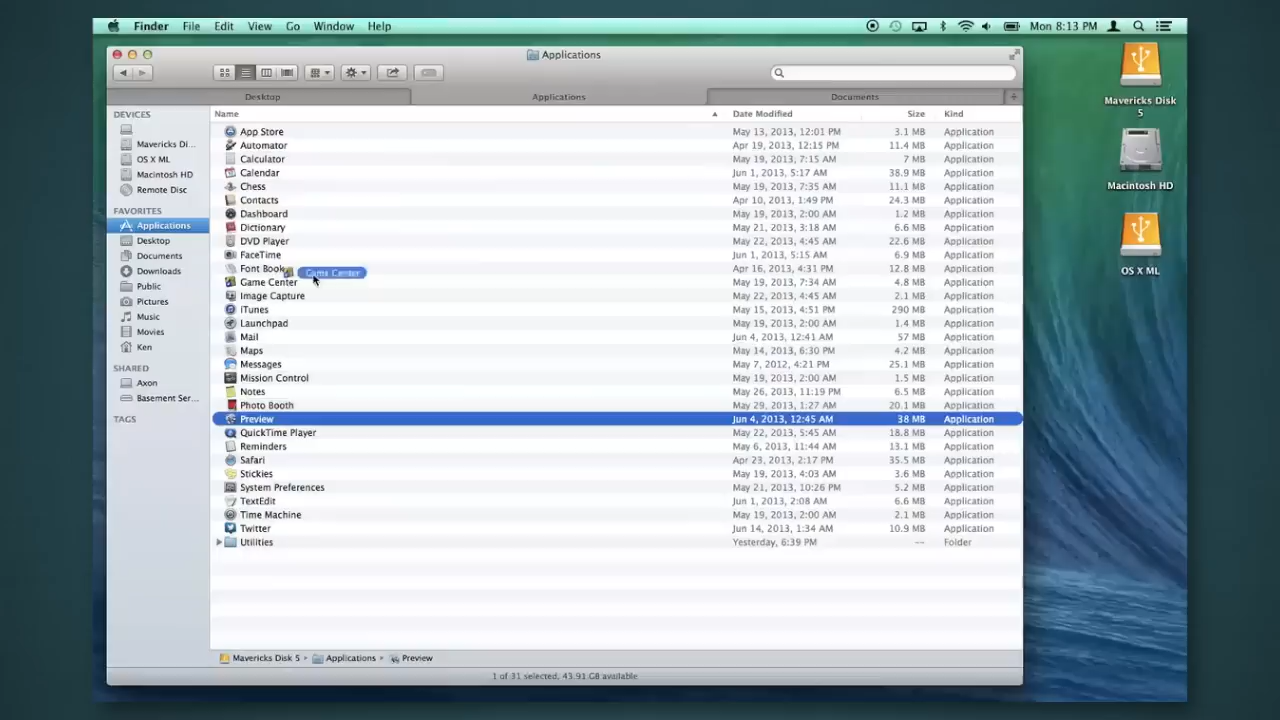 Finder File Edit View Go Window Help Mon 8:13 PM
Applications
Desktop Applications Documents
DEVICES
Mavericks Di...
OS X ML
Macintosh HD
Remote Disc
FAVORITES
Applications
Desktop
Documents
Downloads
Public
Pictures
Music
Movies
Ken
SHARED
Axon
Basement Ser...
TAGS
Name Date Modified Size Kind
App Store May 13, 2013, 12:01 PM 3.1 MB Application
Automator Apr 19, 2013, 12:15 PM 11.4 MB Application
Calculator May 19, 2013, 7:15 AM 7 MB Application
Calendar Jun 1, 2013, 5:17 AM 38.9 MB Application
Chess May 19, 2013, 7:35 AM 11.1 MB Application
Contacts Apr 10, 2013, 1:49 PM 24.3 MB Application
Dashboard May 19, 2013, 2:00 AM 1.2 MB Application
Dictionary May 21, 2013, 3:18 AM 6.6 MB Application
DVD Player May 22, 2013, 4:45 AM 22.6 MB Application
FaceTime Jun 1, 2013, 5:15 AM 6.9 MB Application
Font Book Apr 16, 2013, 4:31 PM 12.8 MB Application
Game Center
Game Center May 19, 2013, 7:34 AM 4.8 MB Application
Image Capture May 22, 2013, 4:45 AM 2.1 MB Application
iTunes May 15, 2013, 4:51 PM 290 MB Application
Launchpad May 19, 2013, 2:00 AM 1.4 MB Application
Mail Jun 4, 2013, 12:41 AM 57 MB Application
Maps May 14, 2013, 6:30 PM 4.2 MB Application
Messages May 7, 2012, 4:21 PM 25.1 MB Application
Mission Control May 19, 2013, 2:00 AM 1.5 MB Application
Notes May 26, 2013, 11:19 PM 6.5 MB Application
Photo Booth May 29, 2013, 1:27 AM 20.1 MB Application
Preview Jun 4, 2013, 12:45 AM 38 MB Application
QuickTime Player May 22, 2013, 5:45 AM 18.8 MB Application
Reminders May 6, 2013, 11:44 AM 13.1 MB Application
Safari Apr 23, 2013, 2:17 PM 35.5 MB Application
Stickies May 19, 2013, 4:03 AM 3.6 MB Application
System Preferences May 21, 2013, 10:26 PM 5.2 MB Application
TextEdit Jun 1, 2013, 2:08 AM 6.6 MB Application
Time Machine May 19, 2013, 2:00 AM 2.1 MB Application
Twitter Jun 14, 2013, 1:34 AM 10.9 MB Application
Utilities Yesterday, 6:39 PM -- Folder
Mavericks Disk 5 Applications Preview
1 of 31 selected, 43.91 GB available
Mavericks Disk
5
Macintosh HD
OS X ML